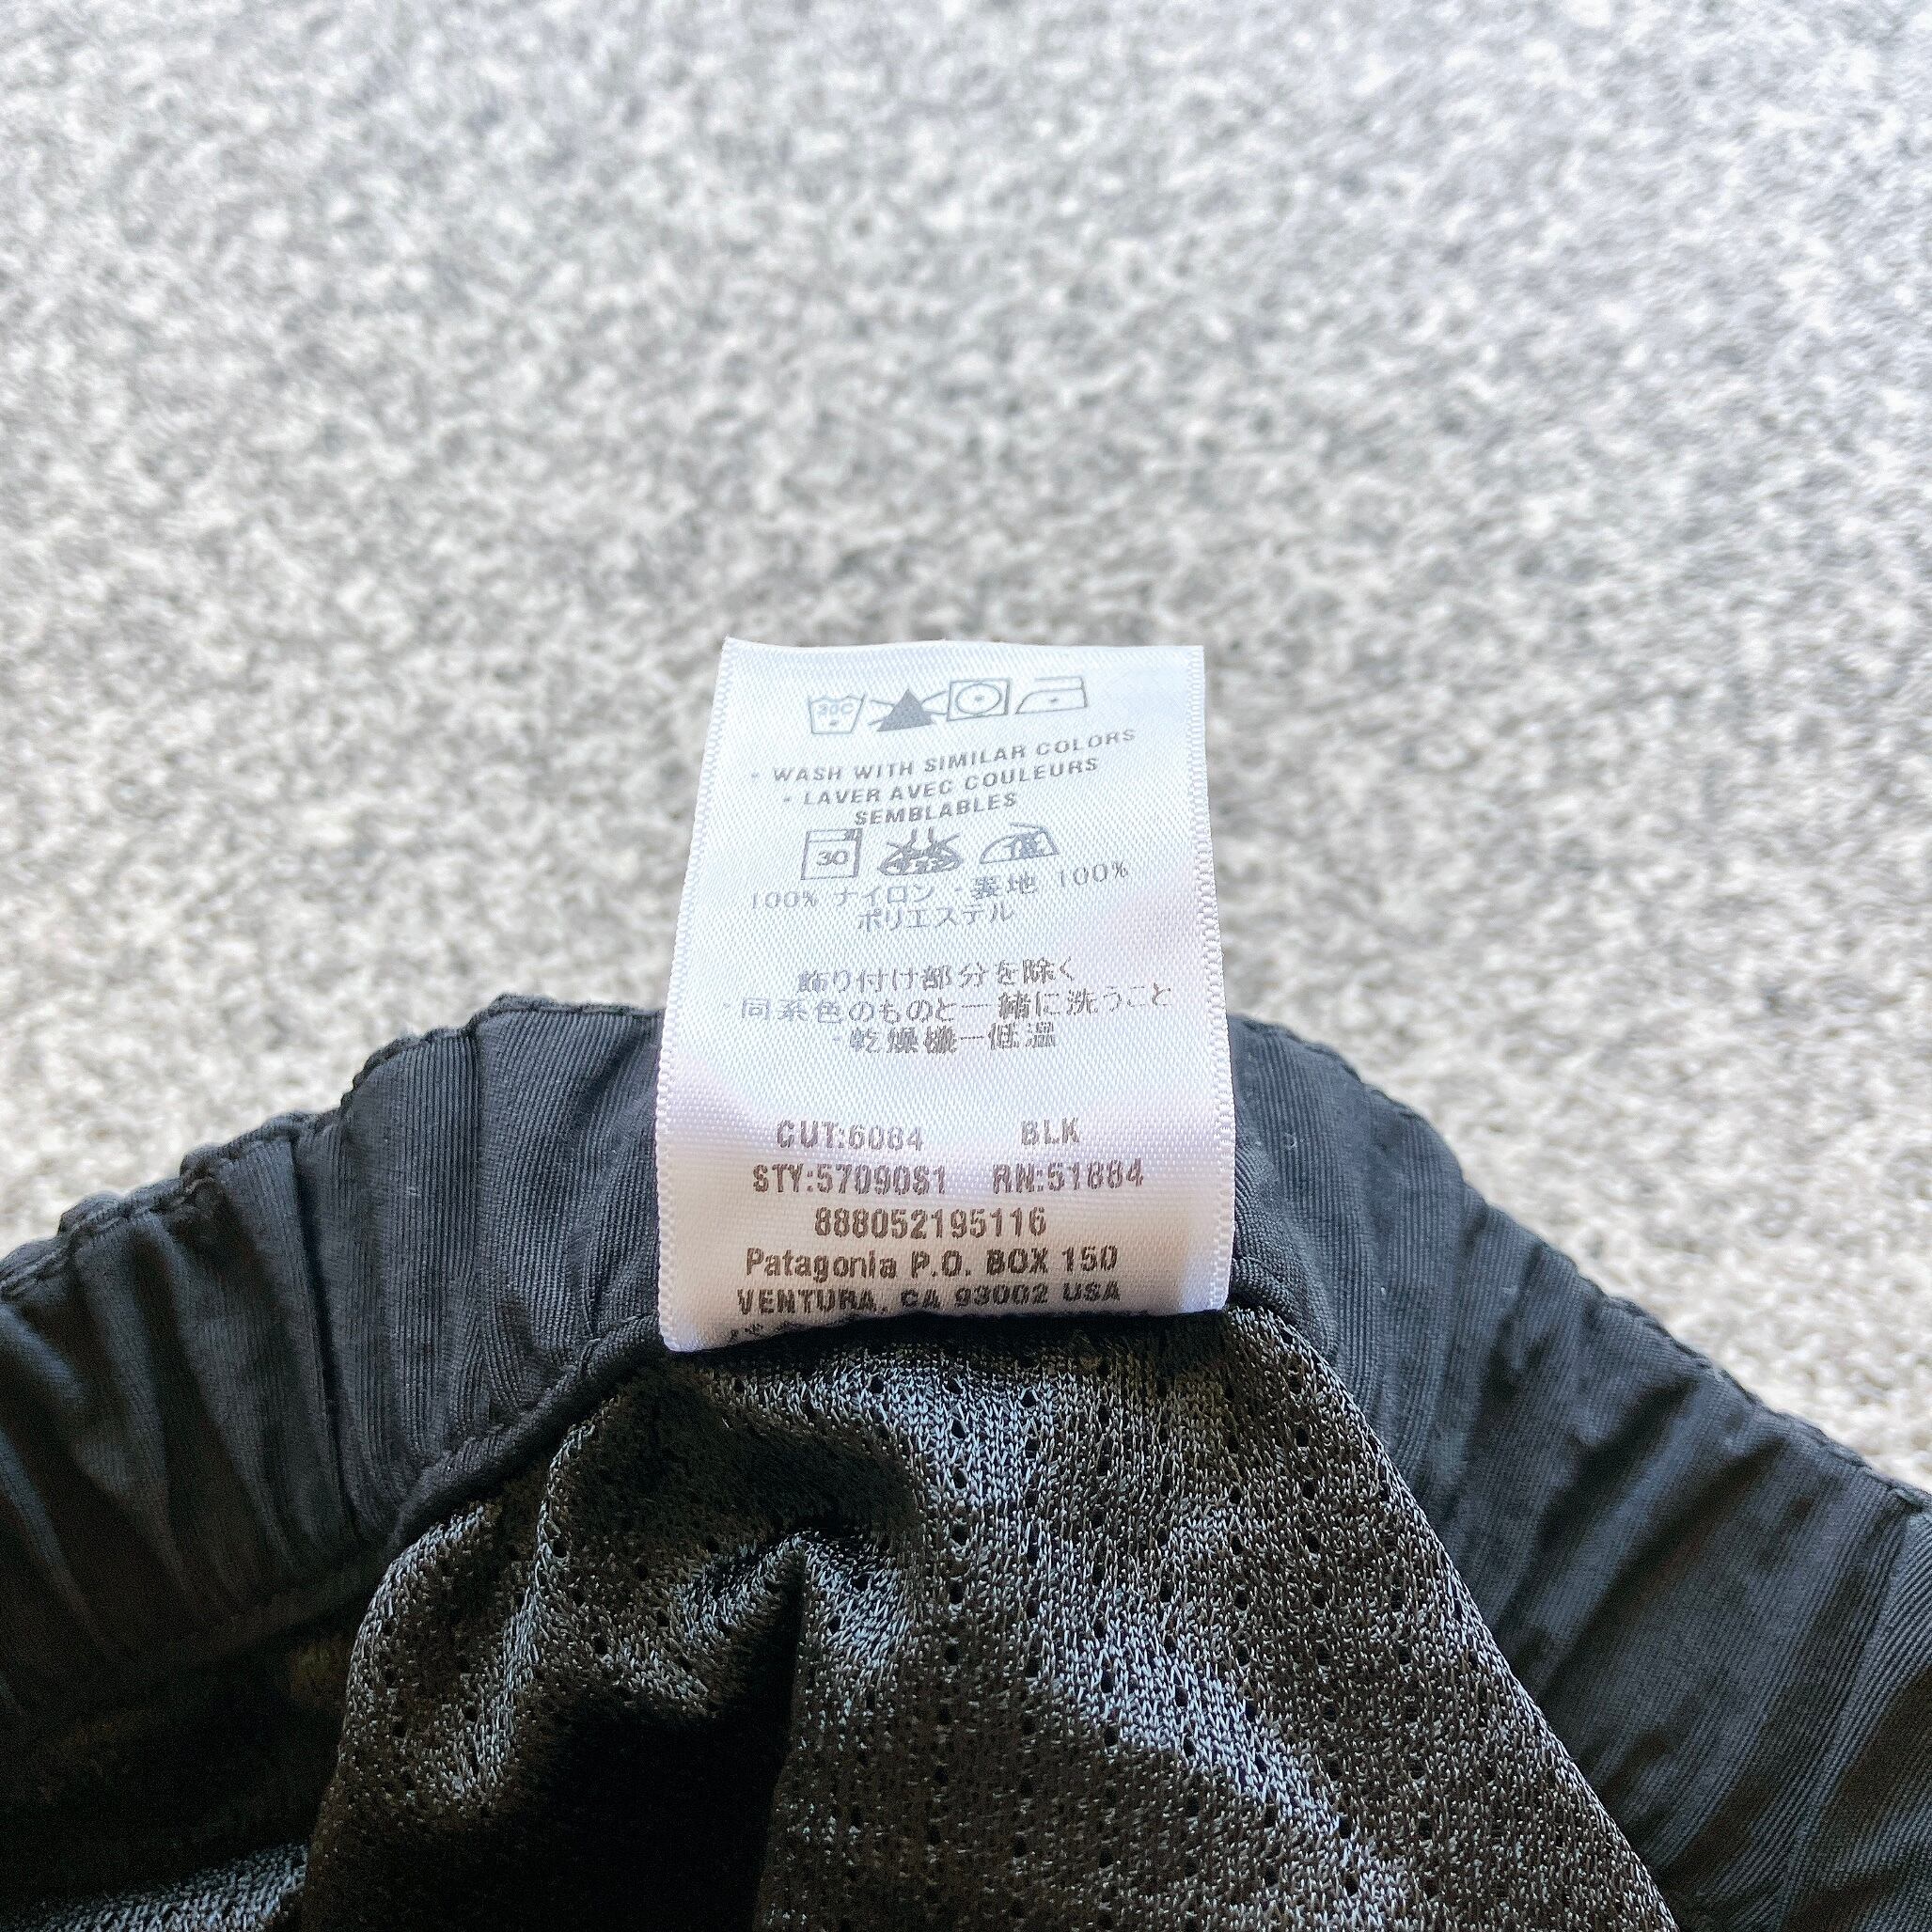 30C
• WASH WITH SIMILAR COLORS
• LAVER AVEC COULEURS
SEMBLABLES
30
100% ナイロン ・裏地 100%
ポリエステル
飾り付け部分を除く
・同系色のものと一緒に洗うこと
・乾燥機ー低温
CUT:6084 BLK
STY:57090S1 RN:51884
888052195116
Patagonia P.O. BOX 150
VENTURA, CA 93002 USA